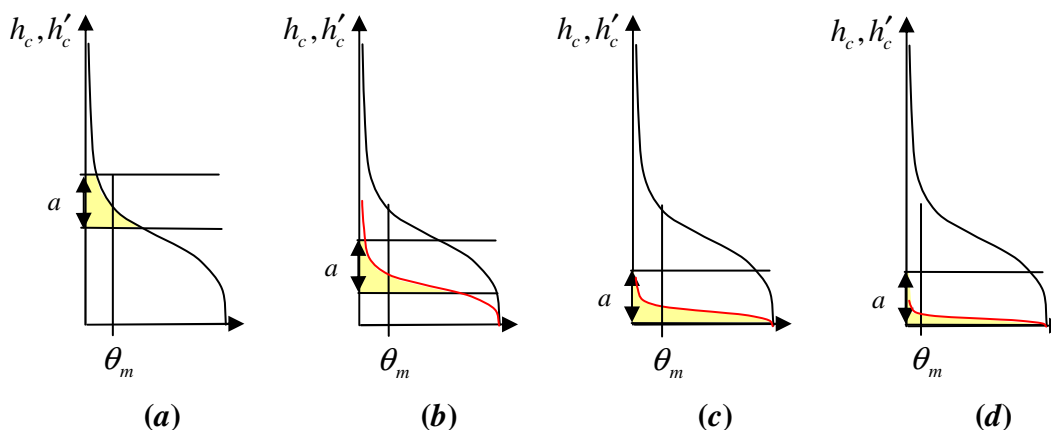 h_c, h′_c h_c, h′_c h_c, h′_c h_c, h′_c
a a a a
θ_m θ_m θ_m θ_m
(a) (b) (c) (d)